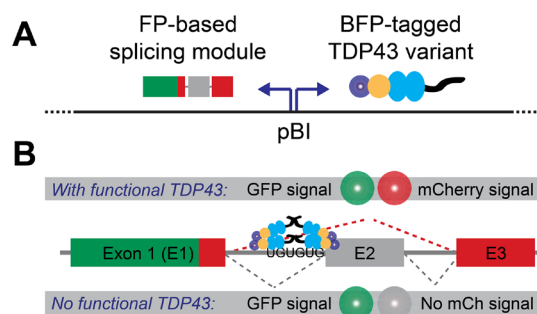 A
FP-based
splicing module
BFP-tagged
TDP43 variant
pBI
B
With functional TDP43: GFP signal mCherry signal
UGUGUG
Exon 1 (E1) E2 E3
No functional TDP43: GFP signal No mCh signal